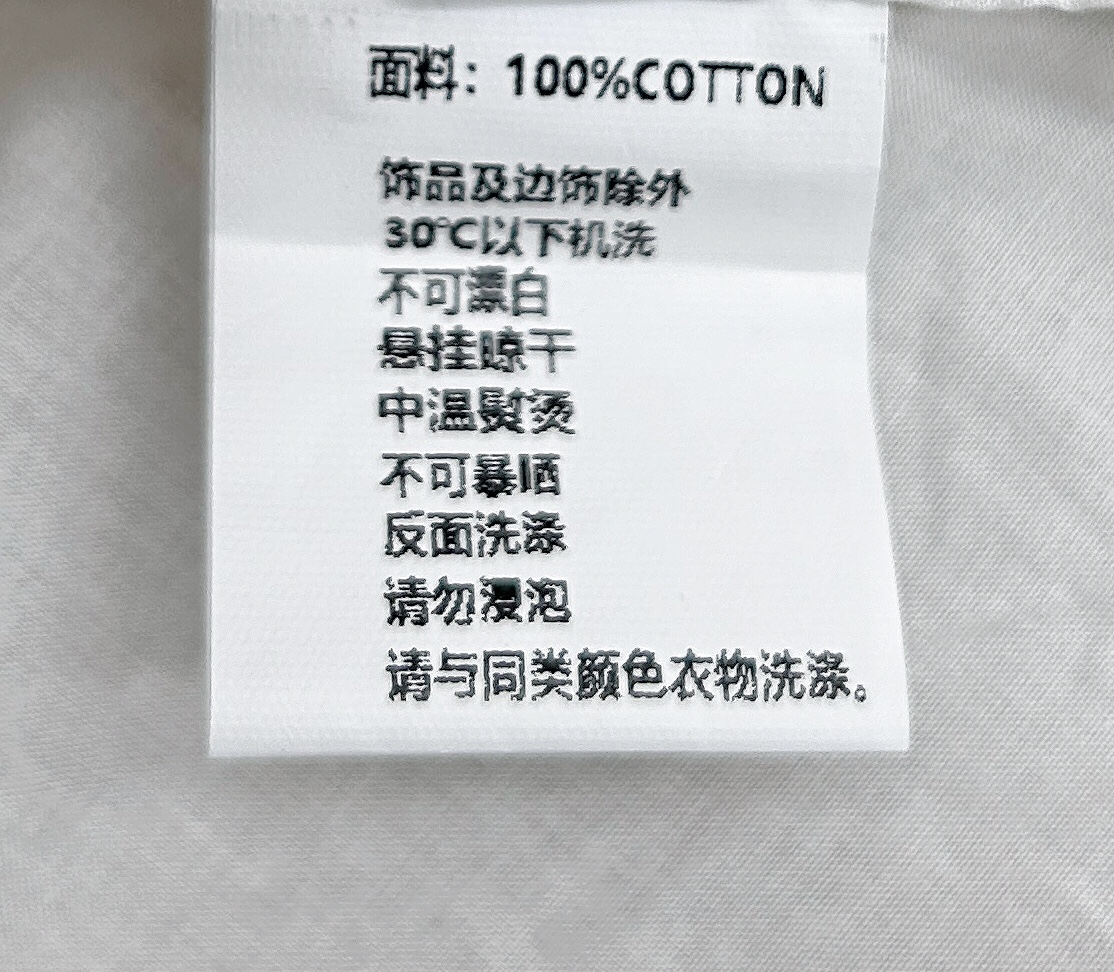 面料：100%COTTON
饰品及边饰除外
30℃以下机洗
不可漂白
悬挂晾干
中温熨烫
不可暴晒
反面洗涤
请勿浸泡
请与同类颜色衣物洗涤。